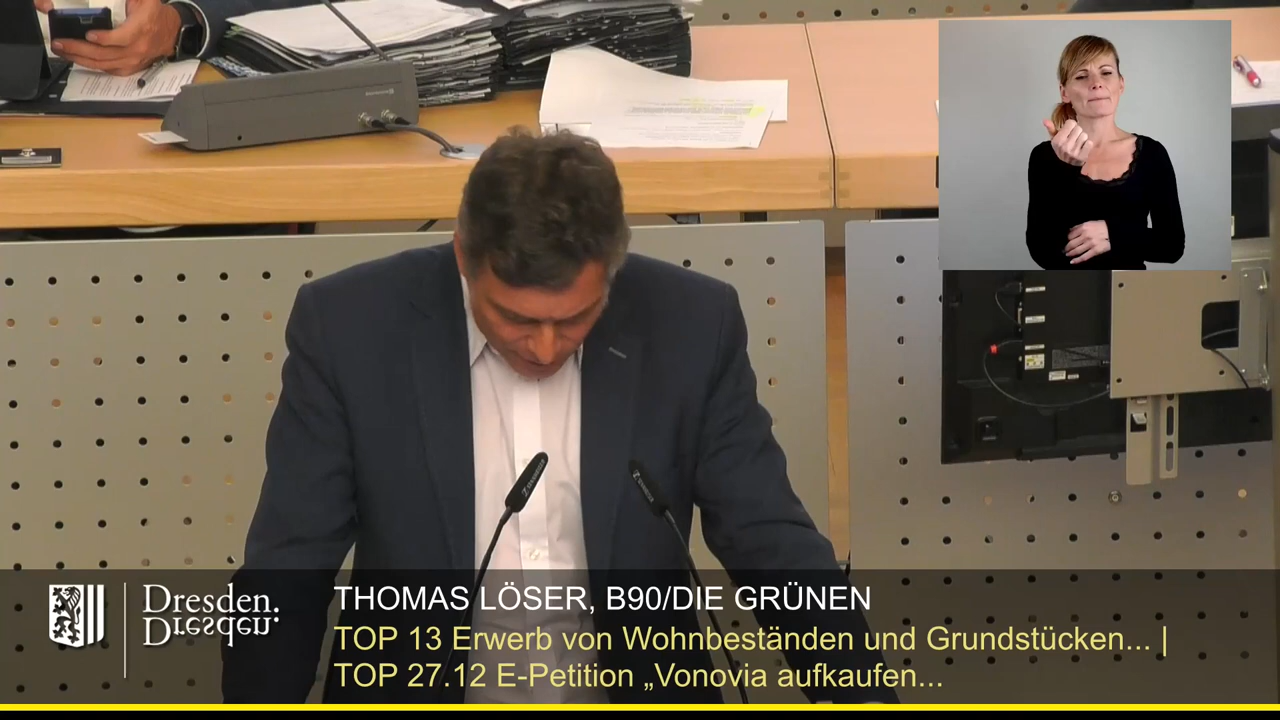 Dresden.
Dresden.
THOMAS LÖSER, B90/DIE GRÜNEN
TOP 13 Erwerb von Wohnbeständen und Grundstücken... |
TOP 27.12 E-Petition „Vonovia aufkaufen...